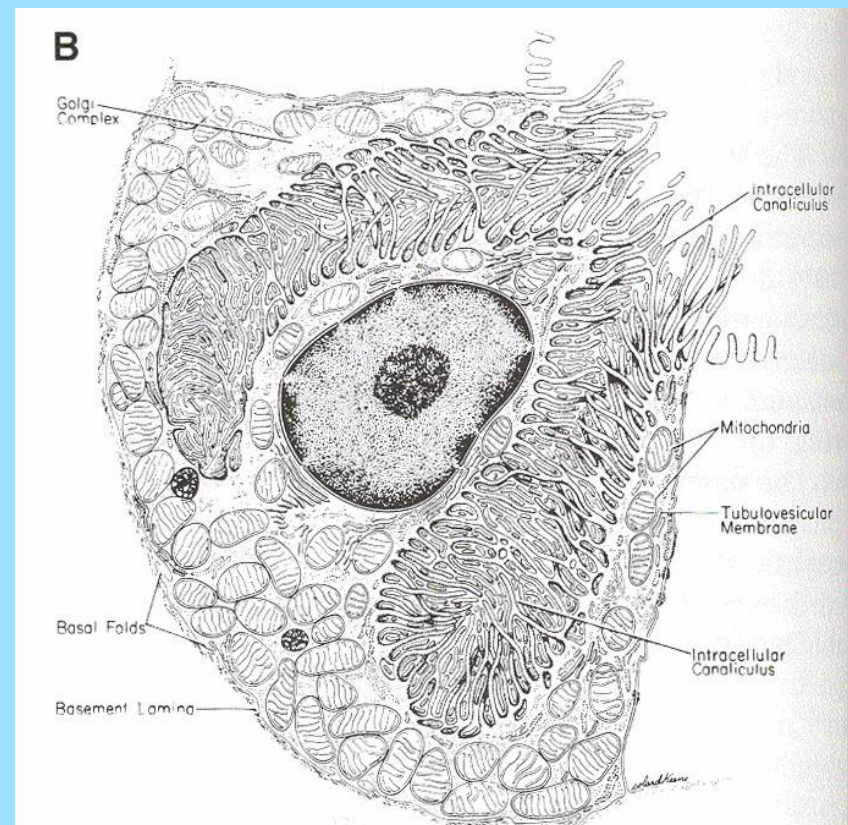 B
Golgi
Complex
Intracellular
Canaliculus
Mitochondria
Tubulovesicular
Membrane
Basal Folds
Intracellular
Canaliculus
Basement Lamina